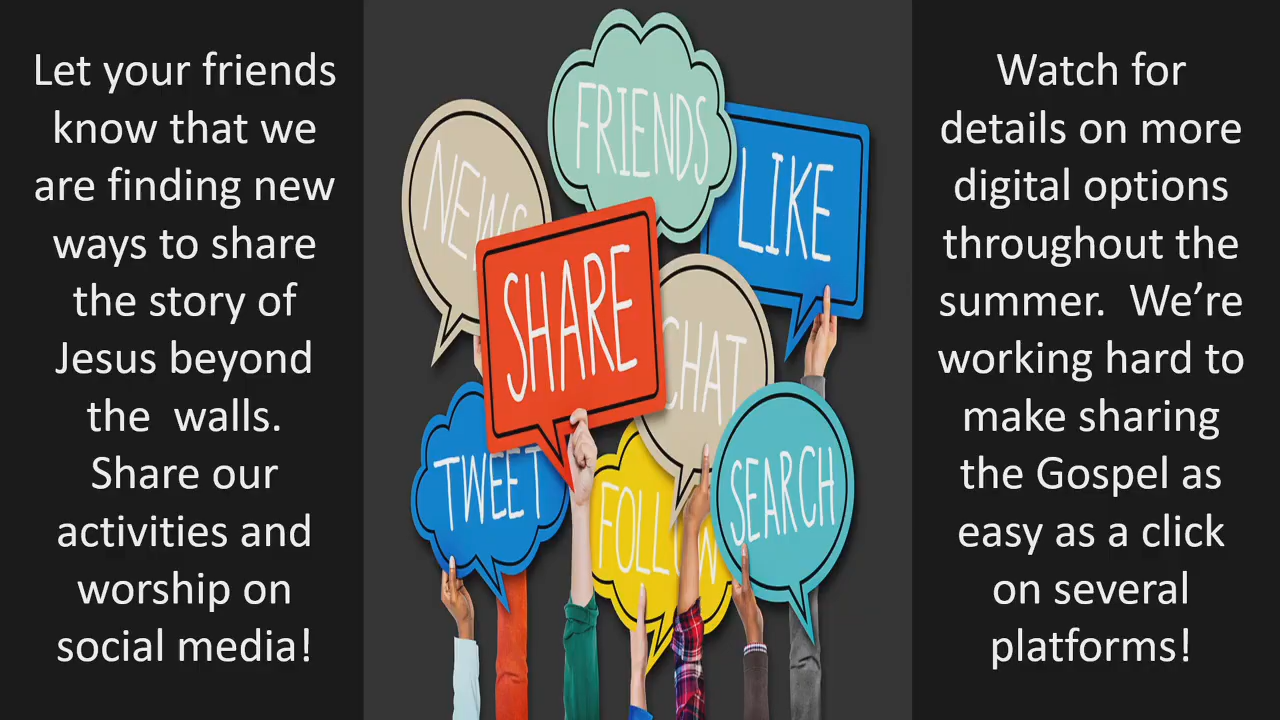 Let your friends
know that we
are finding new
ways to share
the story of
Jesus beyond
the  walls.
Share our
activities and
worship on
social media!
FRIENDS
NEWS
LIKE
SHARE
CHAT
TWEET
FOLLOW
SEARCH
Watch for
details on more
digital options
throughout the
summer.  We’re
working hard to
make sharing
the Gospel as
easy as a click
on several
platforms!